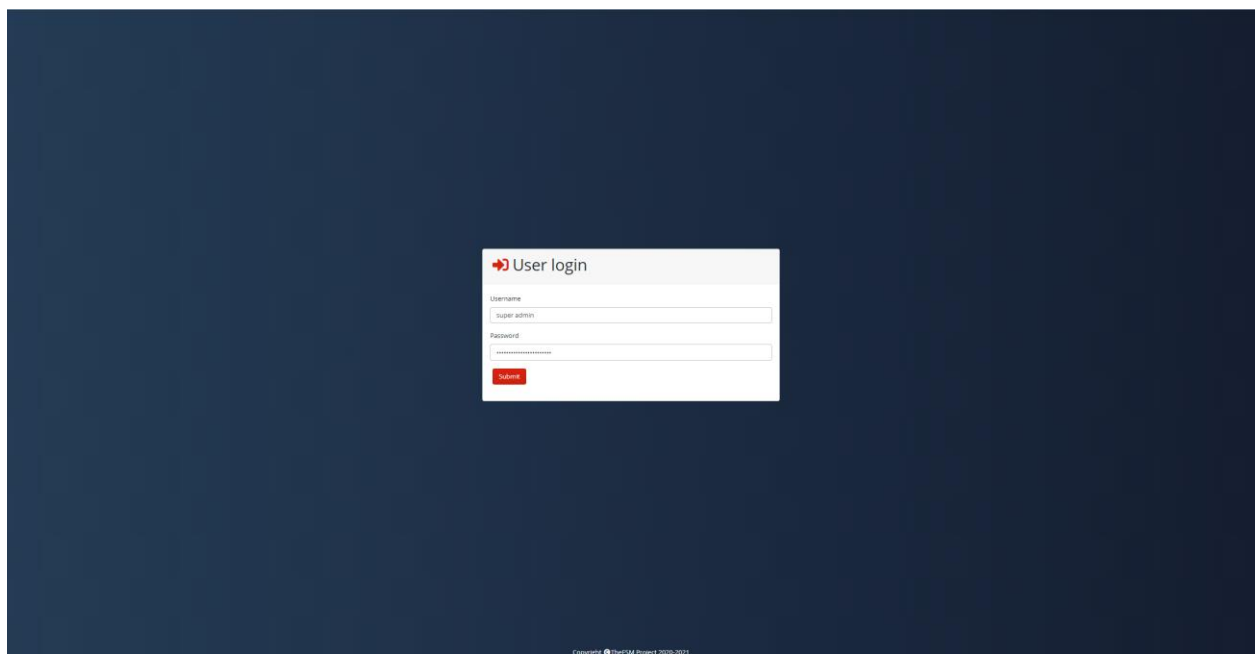 User login
Username
super admin
Password
Submit
Copyright TheFSM Project 2020-2021